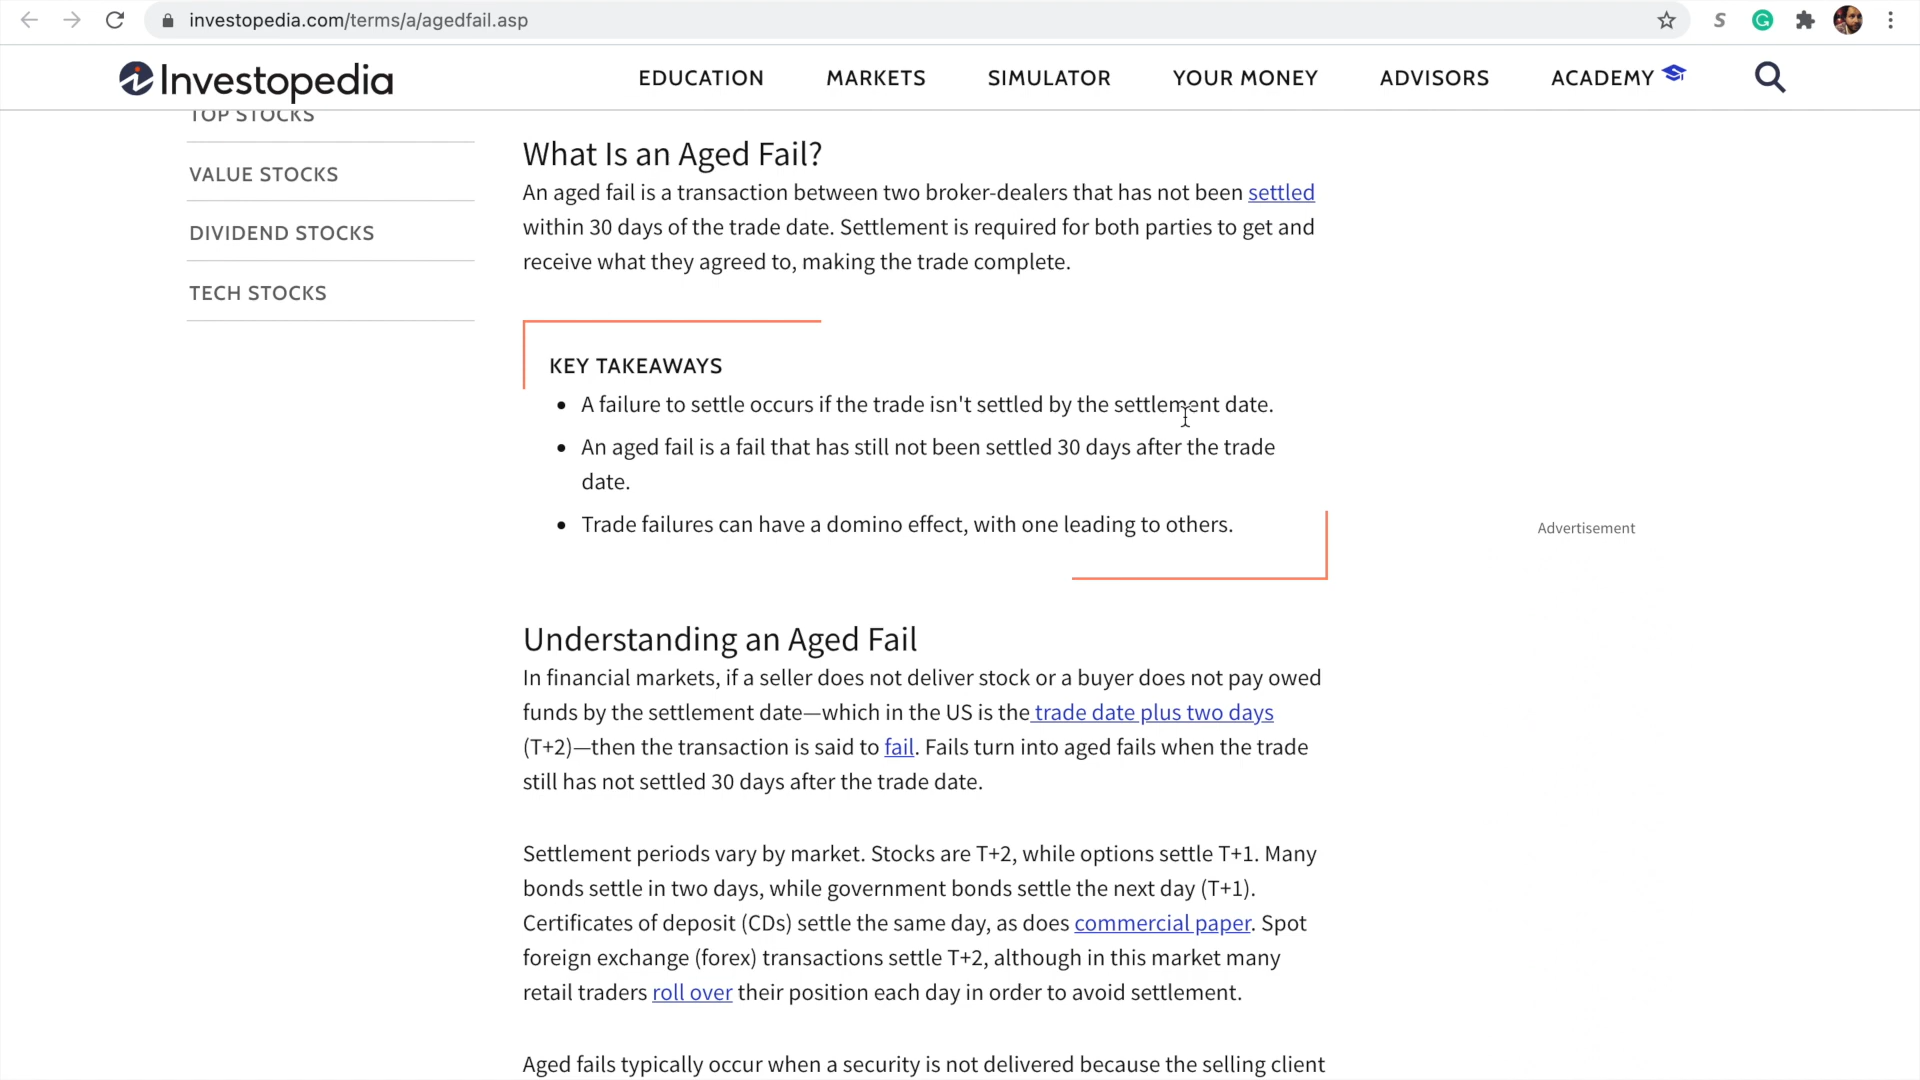 investopedia.com/terms/a/agedfail.asp
Investopedia
EDUCATION MARKETS SIMULATOR YOUR MONEY ADVISORS ACADEMY
TOP STOCKS
VALUE STOCKS
DIVIDEND STOCKS
TECH STOCKS
What Is an Aged Fail?
An aged fail is a transaction between two broker-dealers that has not been settled
within 30 days of the trade date. Settlement is required for both parties to get and
receive what they agreed to, making the trade complete.
KEY TAKEAWAYS
• A failure to settle occurs if the trade isn't settled by the settlement date.
• An aged fail is a fail that has still not been settled 30 days after the trade
date.
• Trade failures can have a domino effect, with one leading to others.
Advertisement
Understanding an Aged Fail
In financial markets, if a seller does not deliver stock or a buyer does not pay owed
funds by the settlement date—which in the US is the trade date plus two days
(T+2)—then the transaction is said to fail. Fails turn into aged fails when the trade
still has not settled 30 days after the trade date.
Settlement periods vary by market. Stocks are T+2, while options settle T+1. Many
bonds settle in two days, while government bonds settle the next day (T+1).
Certificates of deposit (CDs) settle the same day, as does commercial paper. Spot
foreign exchange (forex) transactions settle T+2, although in this market many
retail traders roll over their position each day in order to avoid settlement.
Aged fails typically occur when a security is not delivered because the selling client